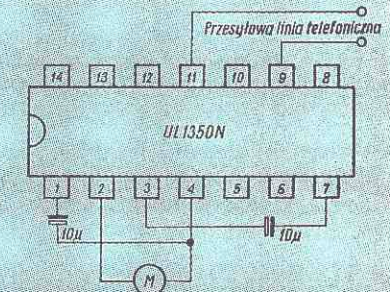 Przesyłowa linia telefoniczna
14 13 12 11 10 9 8
UL1350N
1 2 3 4 5 6 7
10μ 10μ
M